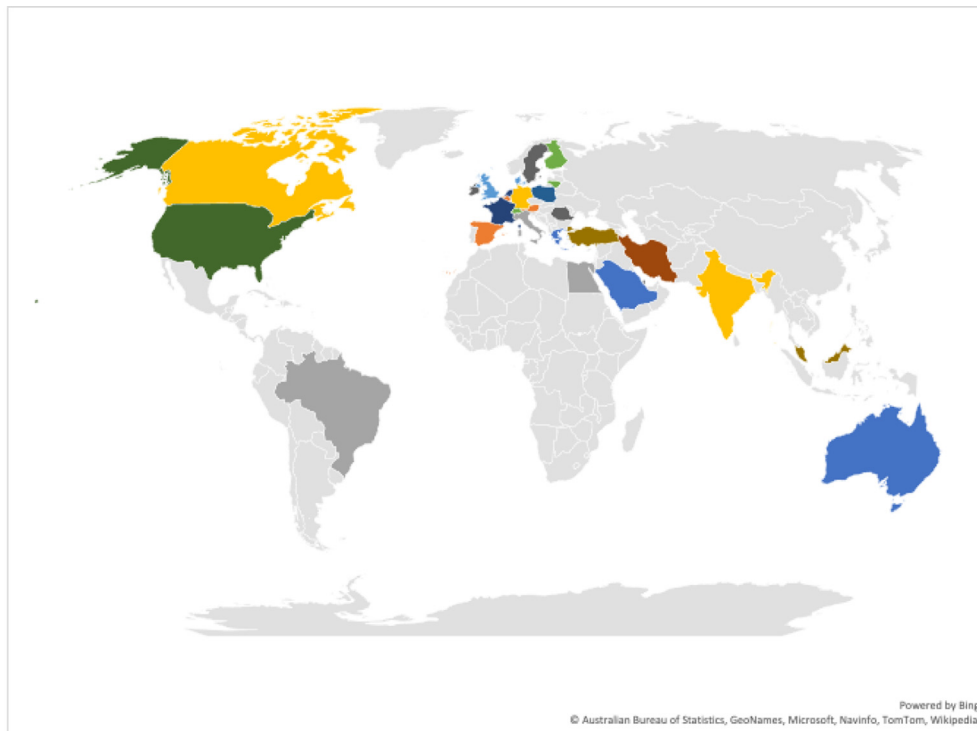 Powered by Bing
© Australian Bureau of Statistics, GeoNames, Microsoft, Navinfo, TomTom, Wikipedia